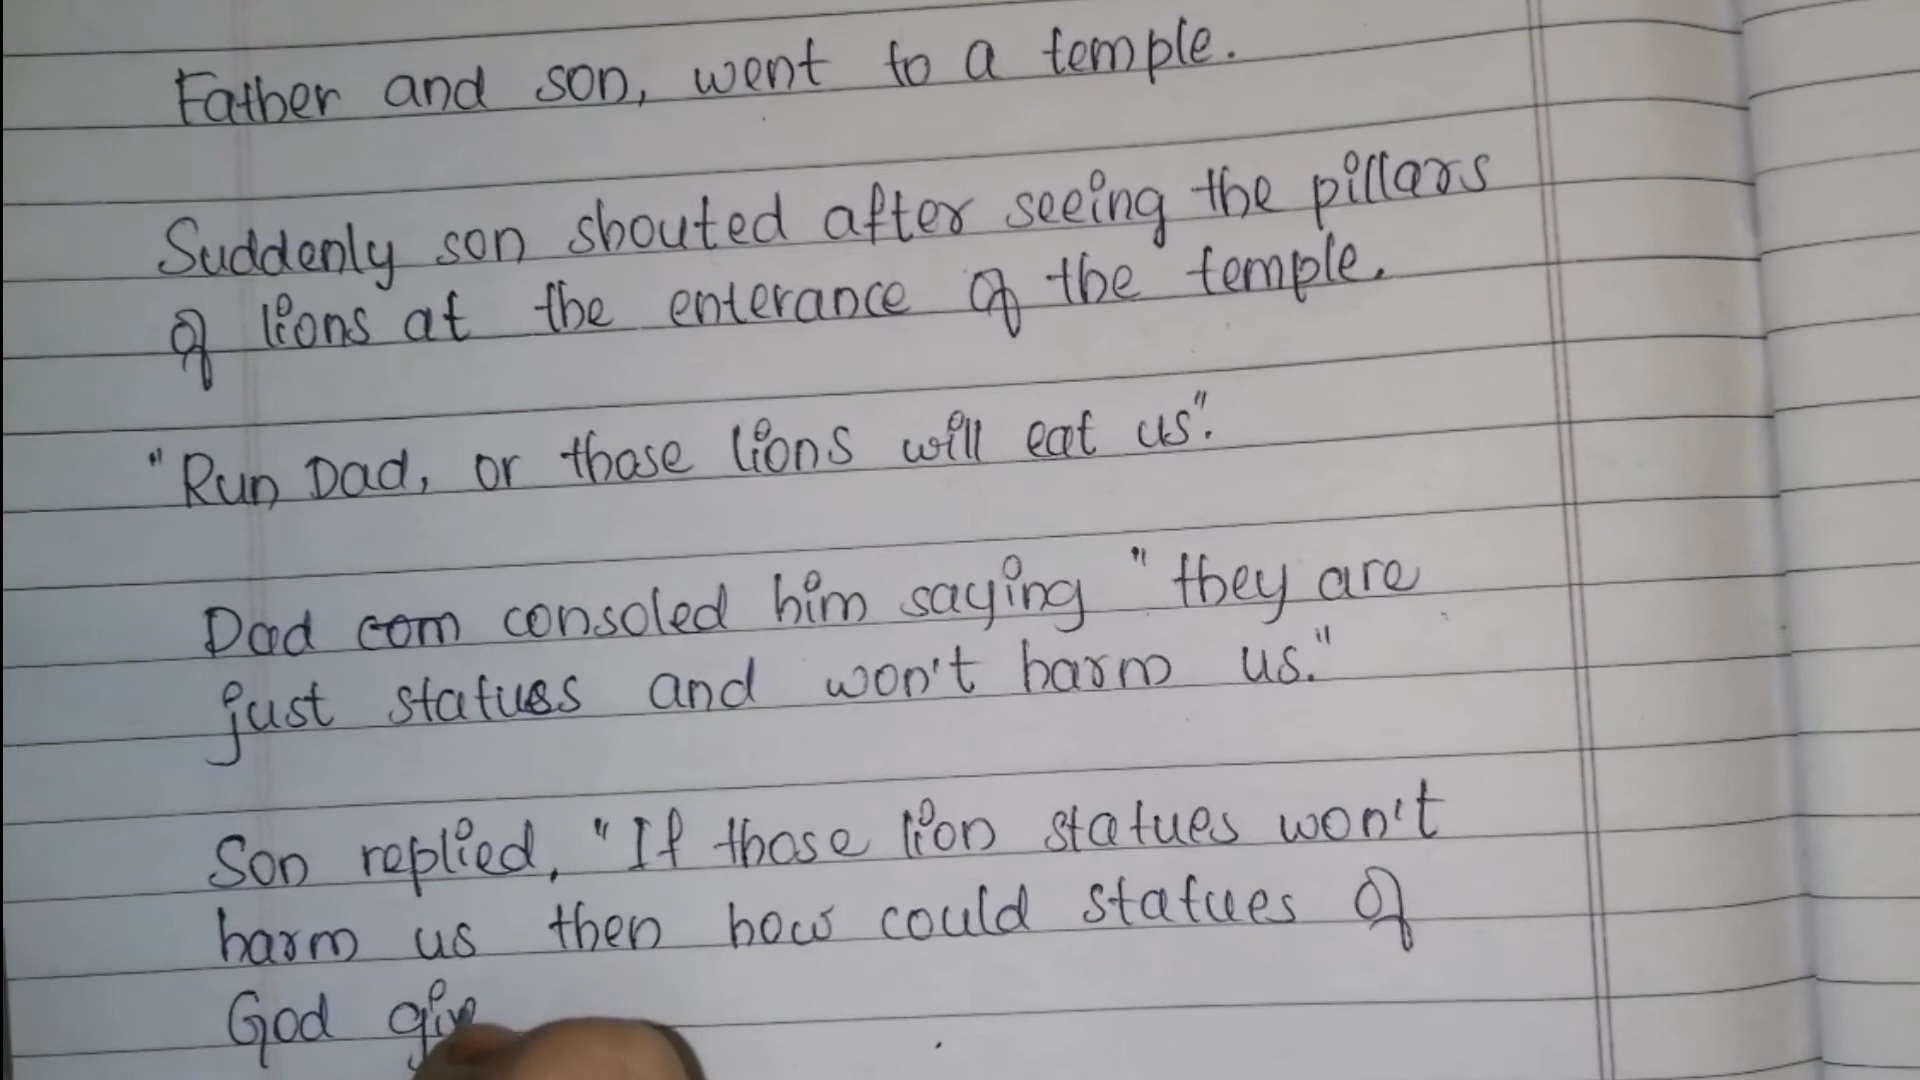 Father and son, went to a temple.
Suddenly son shouted after seeing the pillars
of lions at the enterance of the temple.
"Run Dad, or those lions will eat us".
Dad com consoled him saying "they are
just statues and won't harm us."
Son replied, "If those lion statues won't
harm us then how could statues of
God